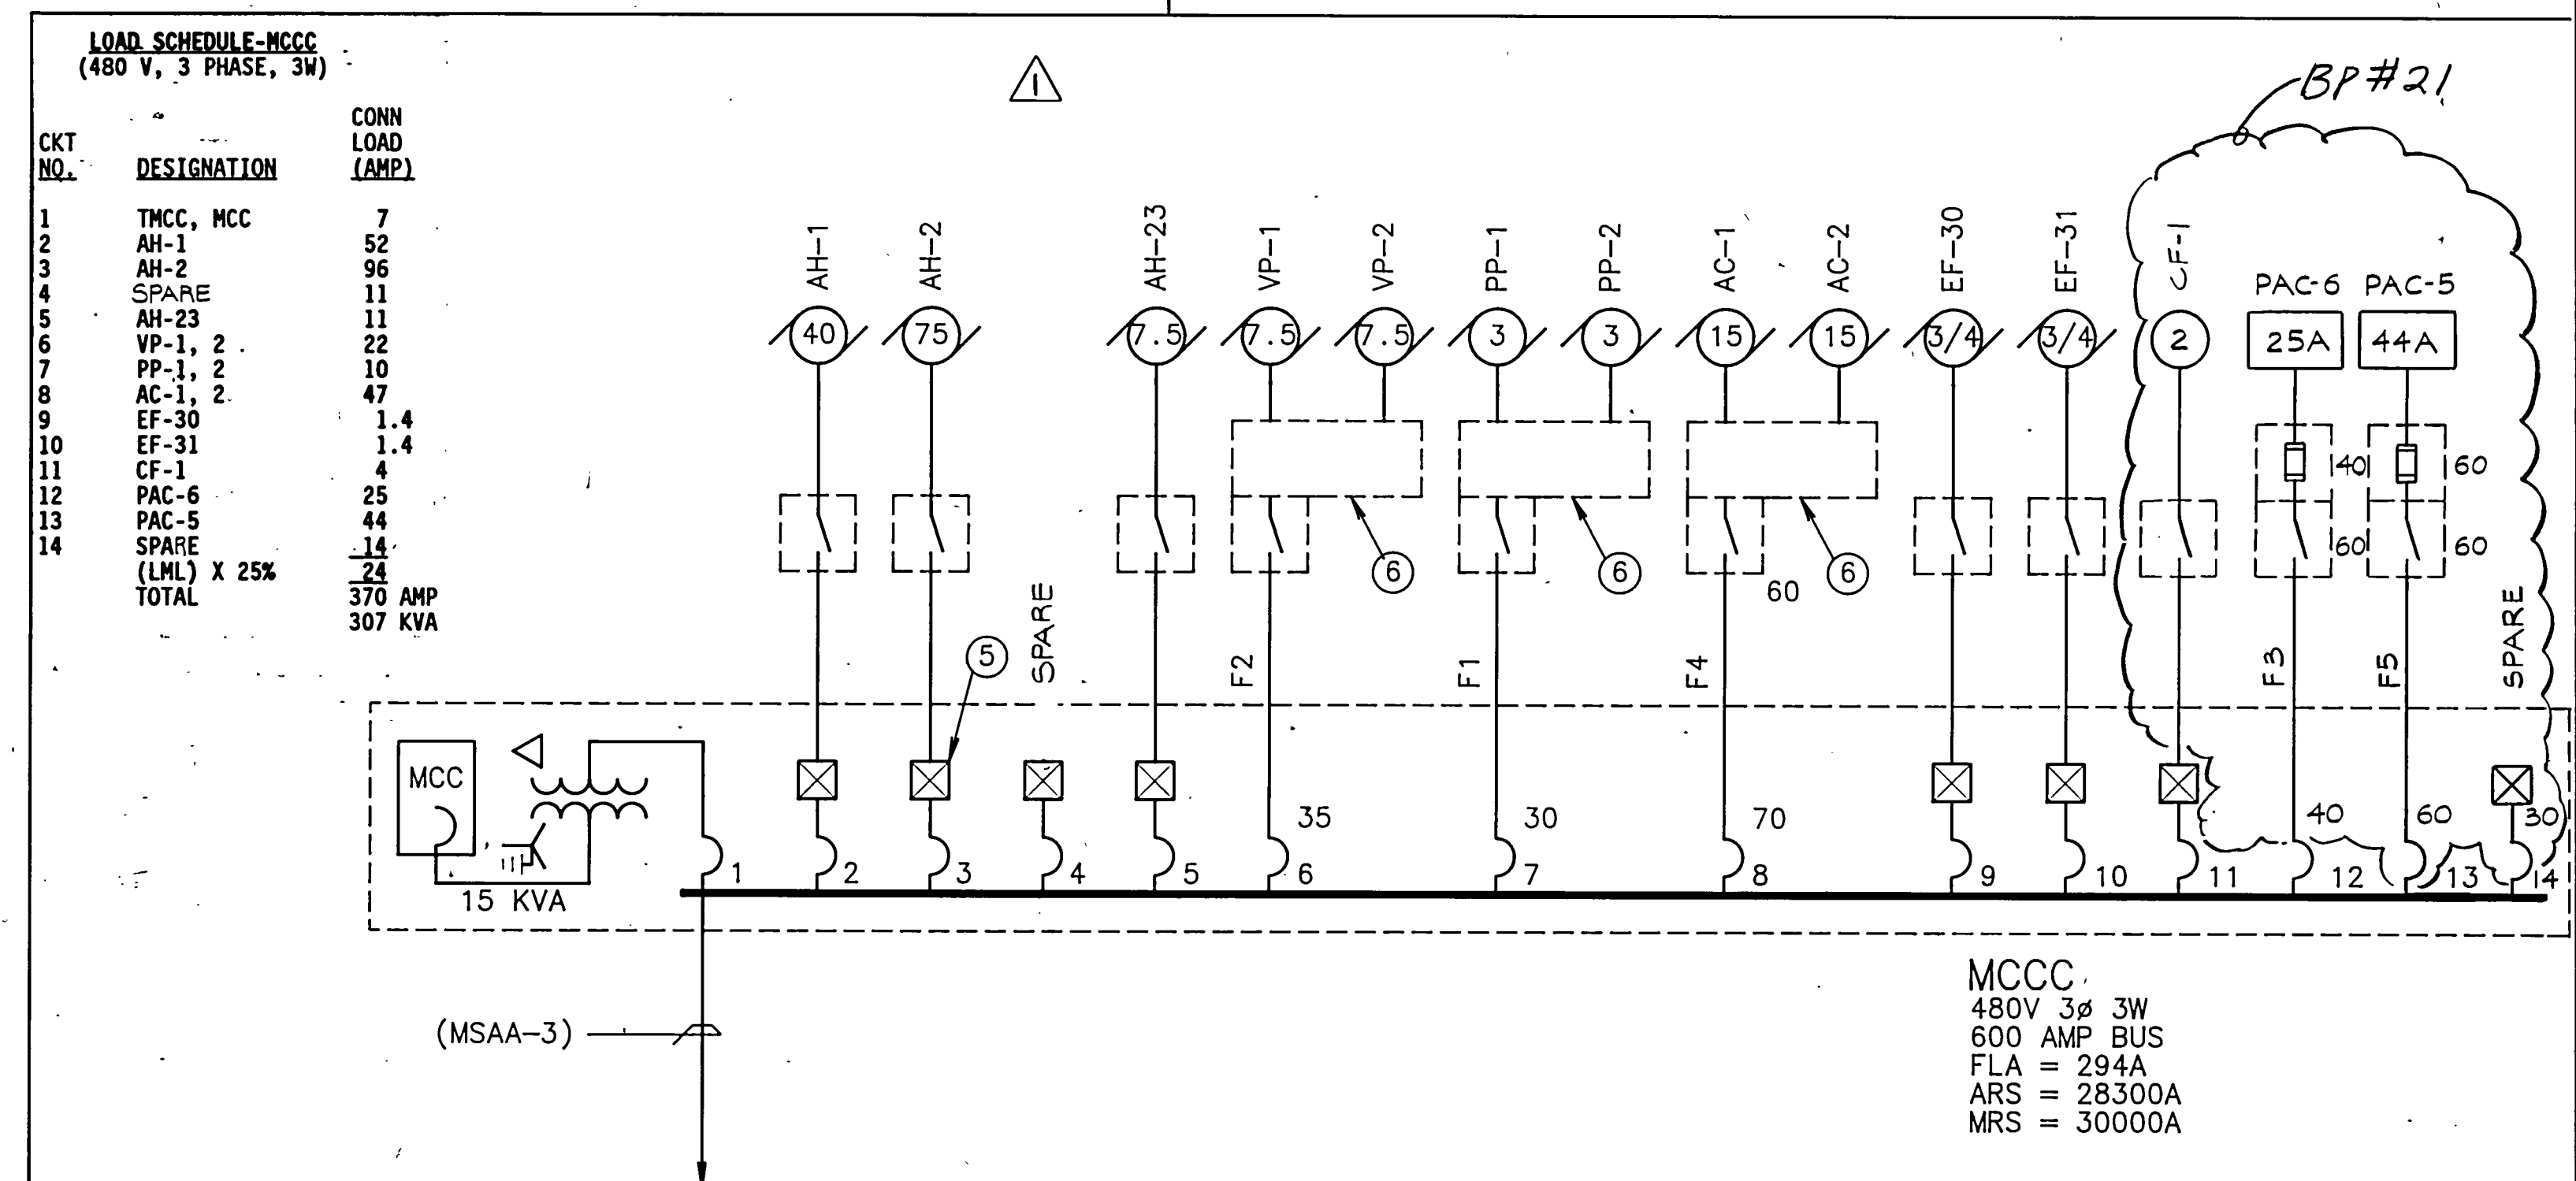 LOAD SCHEDULE-MCCC
(480 V, 3 PHASE, 3W)
CKT NO. DESIGNATION CONN LOAD (AMP)
1 TMCC, MCC 7
2 AH-1 52
3 AH-2 96
4 SPARE 11
5 AH-23 11
6 VP-1, 2 22
7 PP-1, 2 10
8 AC-1, 2 47
9 EF-30 1.4
10 EF-31 1.4
11 CF-1 4
12 PAC-6 25
13 PAC-5 44
14 SPARE 14
(LML) X 25% 24
TOTAL 370 AMP
307 KVA
1
BP#21
AH-1 AH-2 AH-23 VP-1 VP-2 PP-1 PP-2 AC-1 AC-2 EF-30 EF-31 CF-1 PAC-6 PAC-5
40 75 7.5 7.5 7.5 3 3 15 15 3/4 3/4 2 25A 44A
40 60
60 60
6 6 60 6
5 SPARE F2 F1 F4 F3 F5 SPARE
MCC
35 30 70 40 60 30
1 2 3 4 5 6 7 8 9 10 11 12 13 14
15 KVA
(MSAA-3)
MCCC
480V 3ø 3W
600 AMP BUS
FLA = 294A
ARS = 28300A
MRS = 30000A